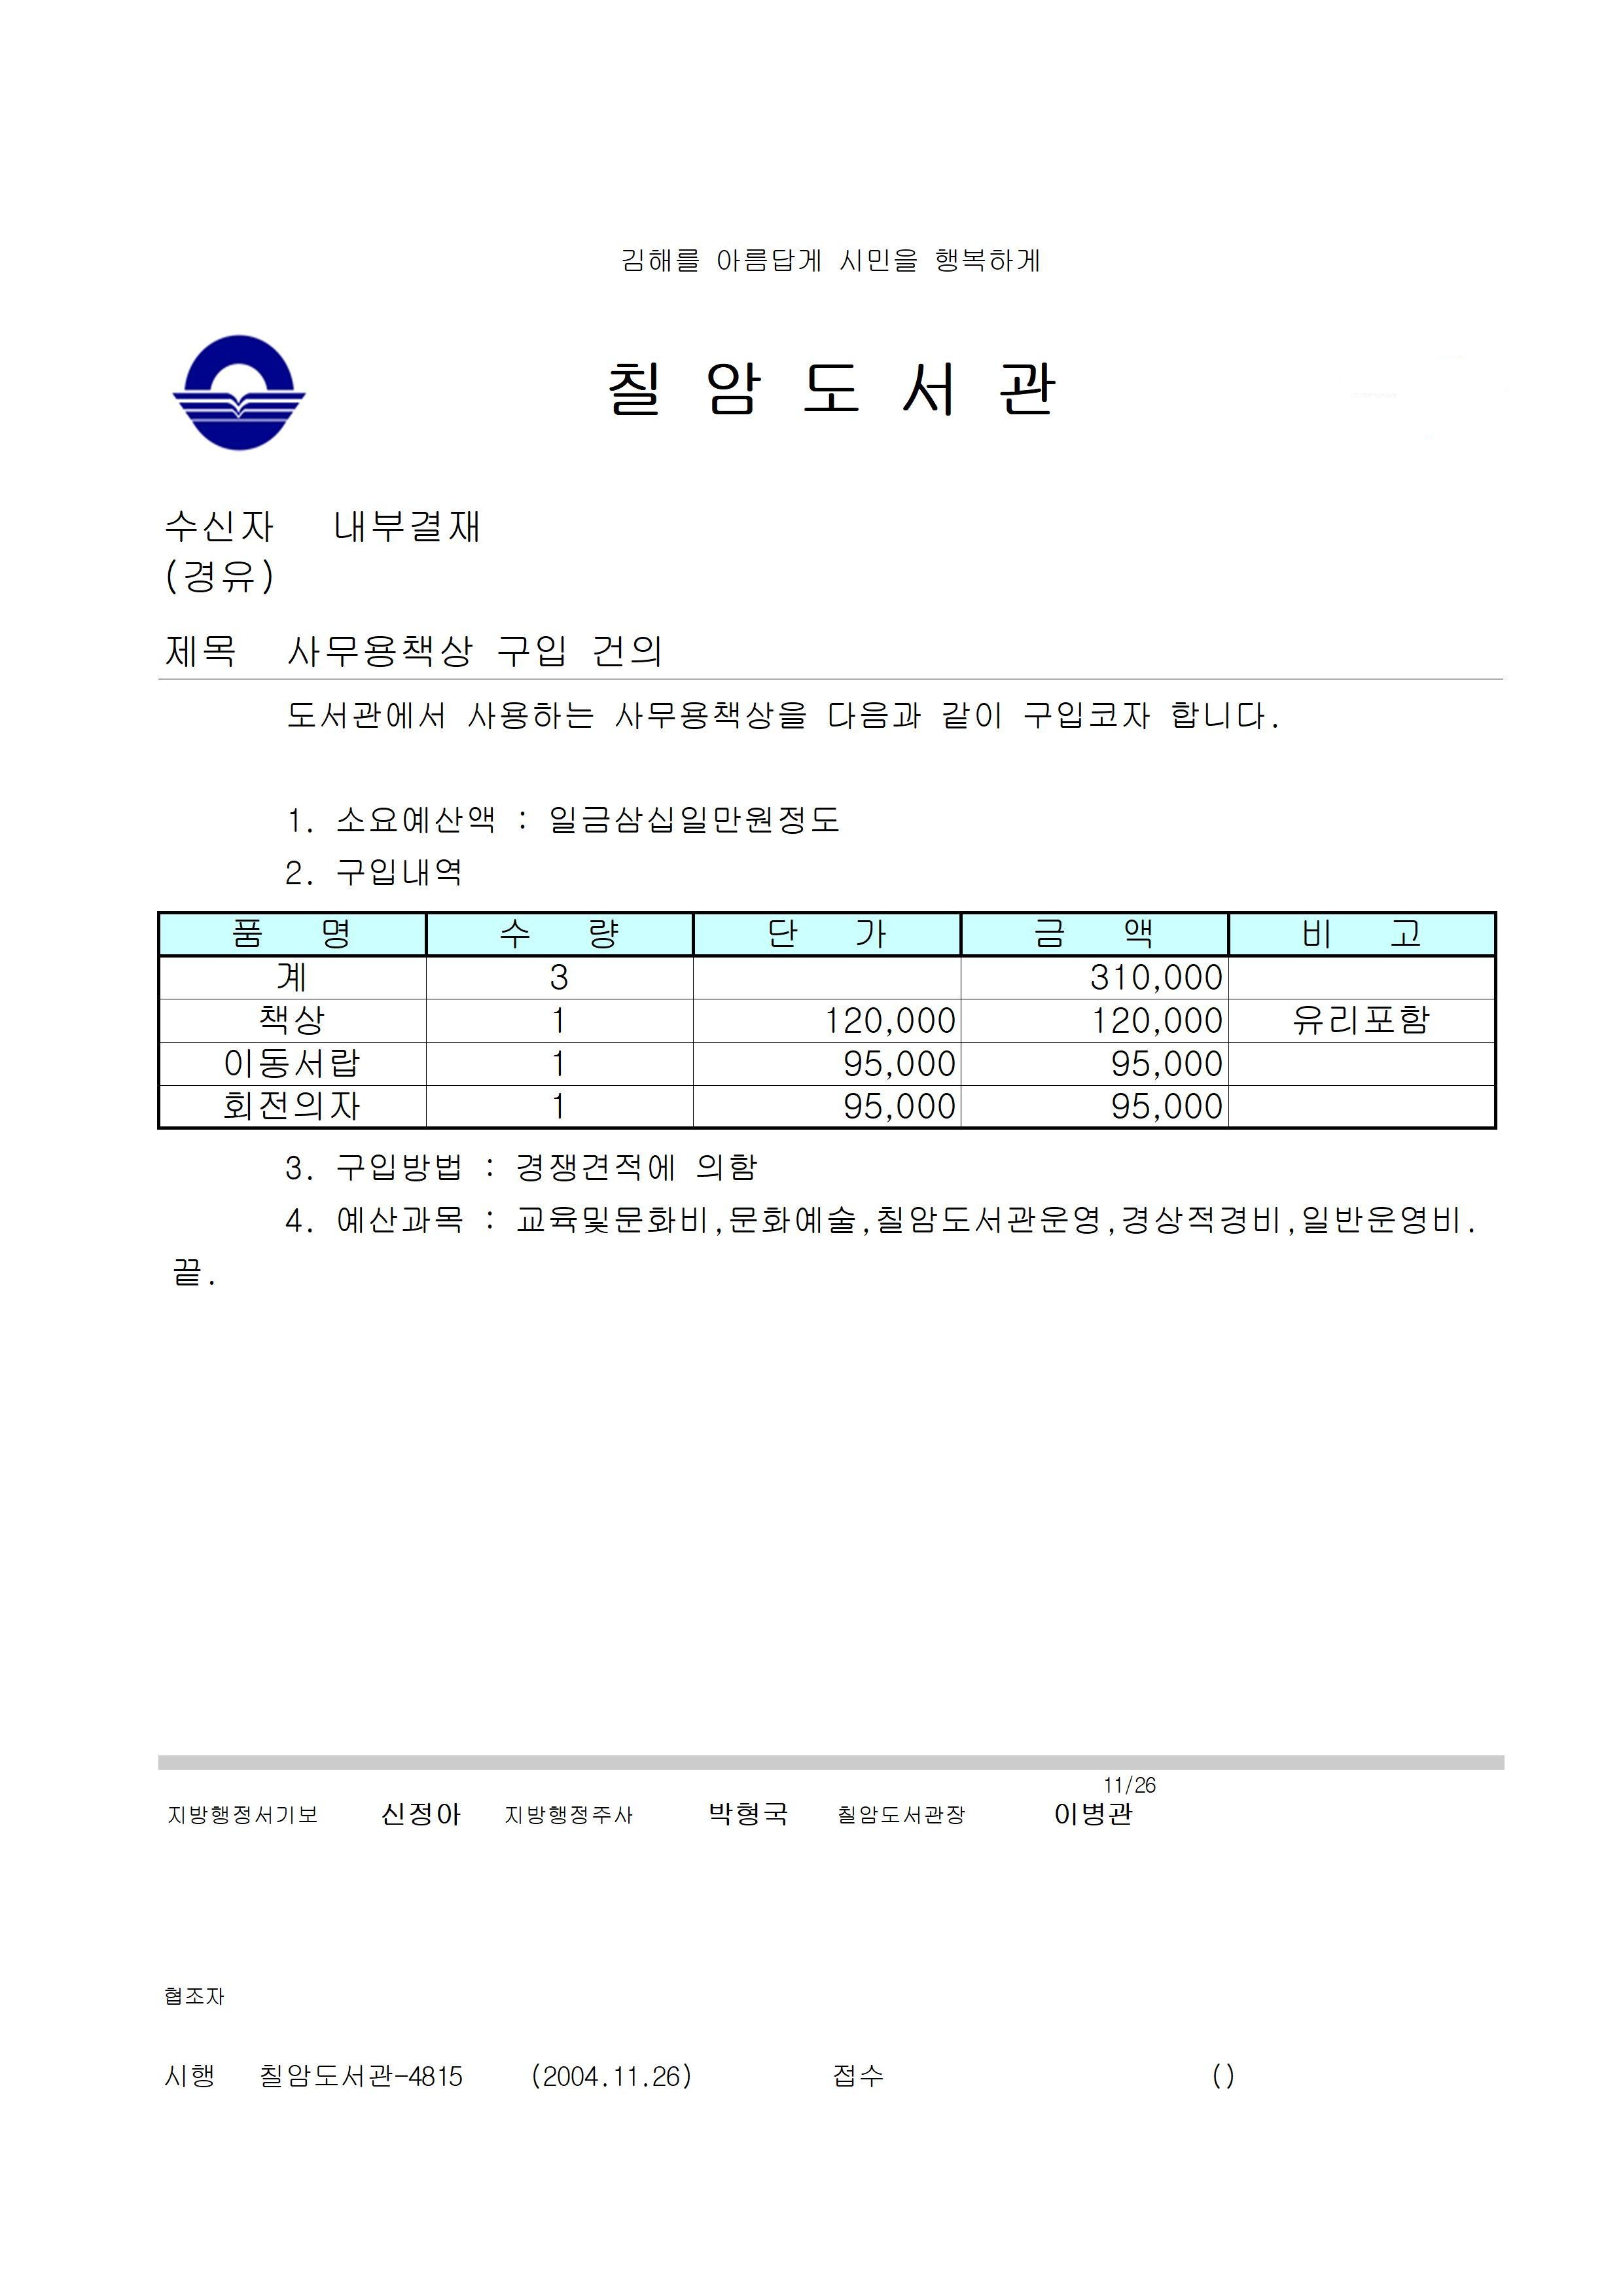 김해를 아름답게 시민을 행복하게
칠 암 도 서 관
수신자 내부결재
(경유)
제목 사무용책상 구입 건의
도서관에서 사용하는 사무용책상을 다음과 같이 구입코자 합니다.
1. 소요예산액 : 일금삼십일만원정도
2. 구입내역
품 명 수 량 단 가 금 액 비 고
계 3 310,000
책상 1 120,000 120,000 유리포함
이동서랍 1 95,000 95,000
회전의자 1 95,000 95,000
3. 구입방법 : 경쟁견적에 의함
4. 예산과목 : 교육및문화비,문화예술,칠암도서관운영,경상적경비,일반운영비.
끝.
11/26
지방행정서기보 신정아 지방행정주사 박형국 칠암도서관장 이병관
협조자
시행 칠암도서관-4815 (2004.11.26) 접수 ()